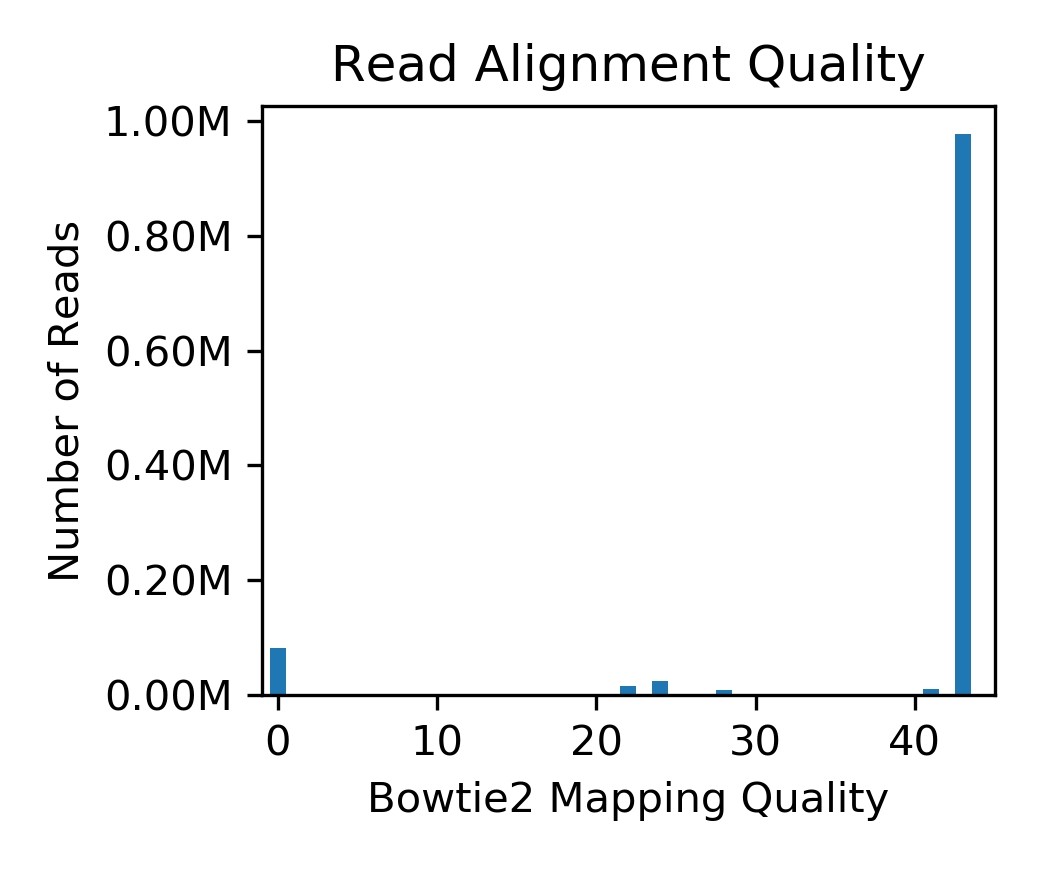 Read Alignment Quality
1.00M
0.80M
0.60M
0.40M
0.20M
0.00M
Number of Reads
0 10 20 30 40
Bowtie2 Mapping Quality